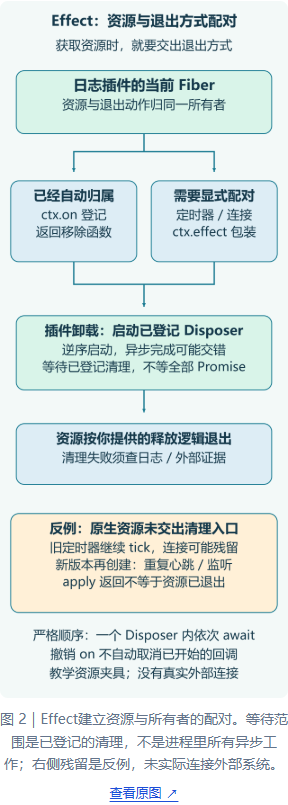 Effect：资源与退出方式配对
获取资源时，就要交出退出方式
日志插件的当前 Fiber
资源与退出动作归同一所有者
已经自动归属
ctx.on 登记
返回移除函数
需要显式配对
定时器 / 连接
ctx.effect 包装
插件卸载：启动已登记 Disposer
逆序启动，异步完成可能交错
等待已登记清理，不等全部 Promise
资源按你提供的释放逻辑退出
清理失败须查日志 / 外部证据
反例：原生资源未交出清理入口
旧定时器继续 tick，连接可能残留
新版本再创建：重复心跳 / 监听
apply 返回不等于资源已退出
严格顺序：一个 Disposer 内依次 await
撤销 on 不自动取消已开始的回调
教学资源夹具；没有真实外部连接
图 2 | Effect建立资源与所有者的配对。等待范
围是已登记的清理，不是进程里所有异步工
作；右侧残留是反例，未实际连接外部系统。
查看原图 ↗